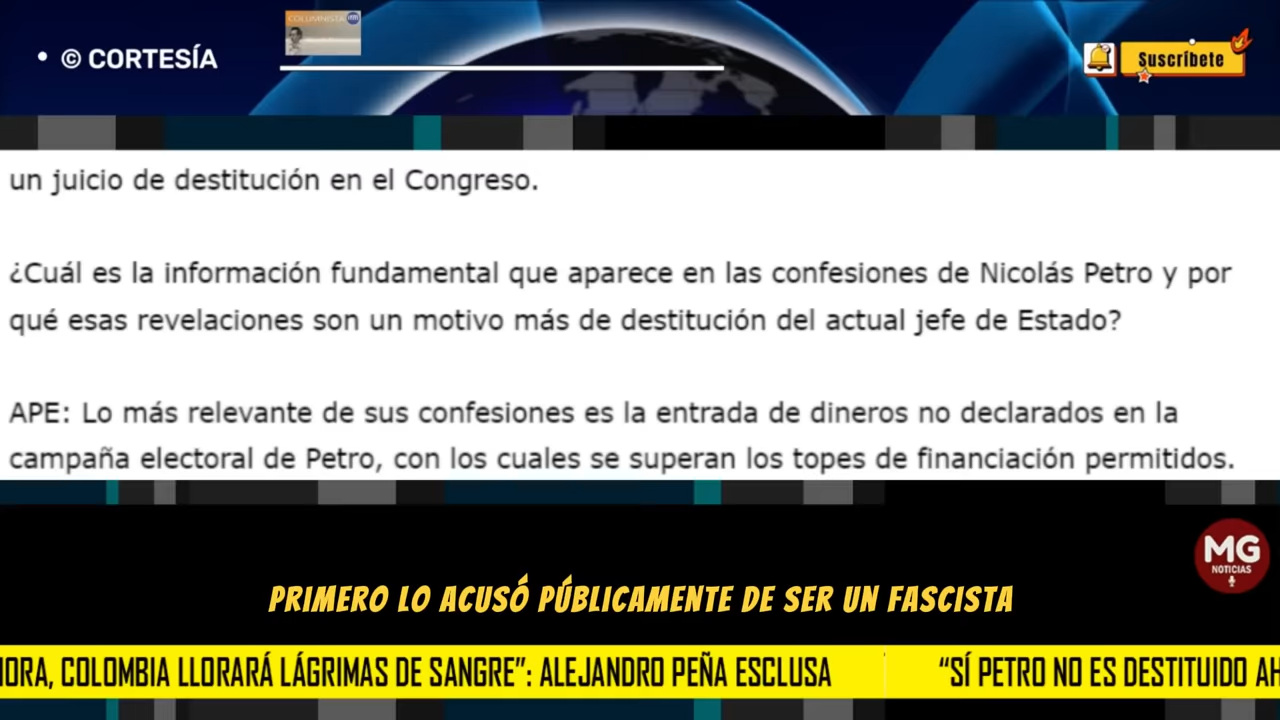 COLUMNISTA
• © CORTESÍA
Suscríbete
un juicio de destitución en el Congreso.
¿Cuál es la información fundamental que aparece en las confesiones de Nicolás Petro y por
qué esas revelaciones son un motivo más de destitución del actual jefe de Estado?
APE: Lo más relevante de sus confesiones es la entrada de dineros no declarados en la
campaña electoral de Petro, con los cuales se superan los topes de financiación permitidos.
MG
NOTICIAS
PRIMERO LO ACUSÓ PÚBLICAMENTE DE SER UN FASCISTA
HORA, COLOMBIA LLORARÁ LÁGRIMAS DE SANGRE”: ALEJANDRO PEÑA ESCLUSA “SÍ PETRO NO ES DESTITUIDO AH